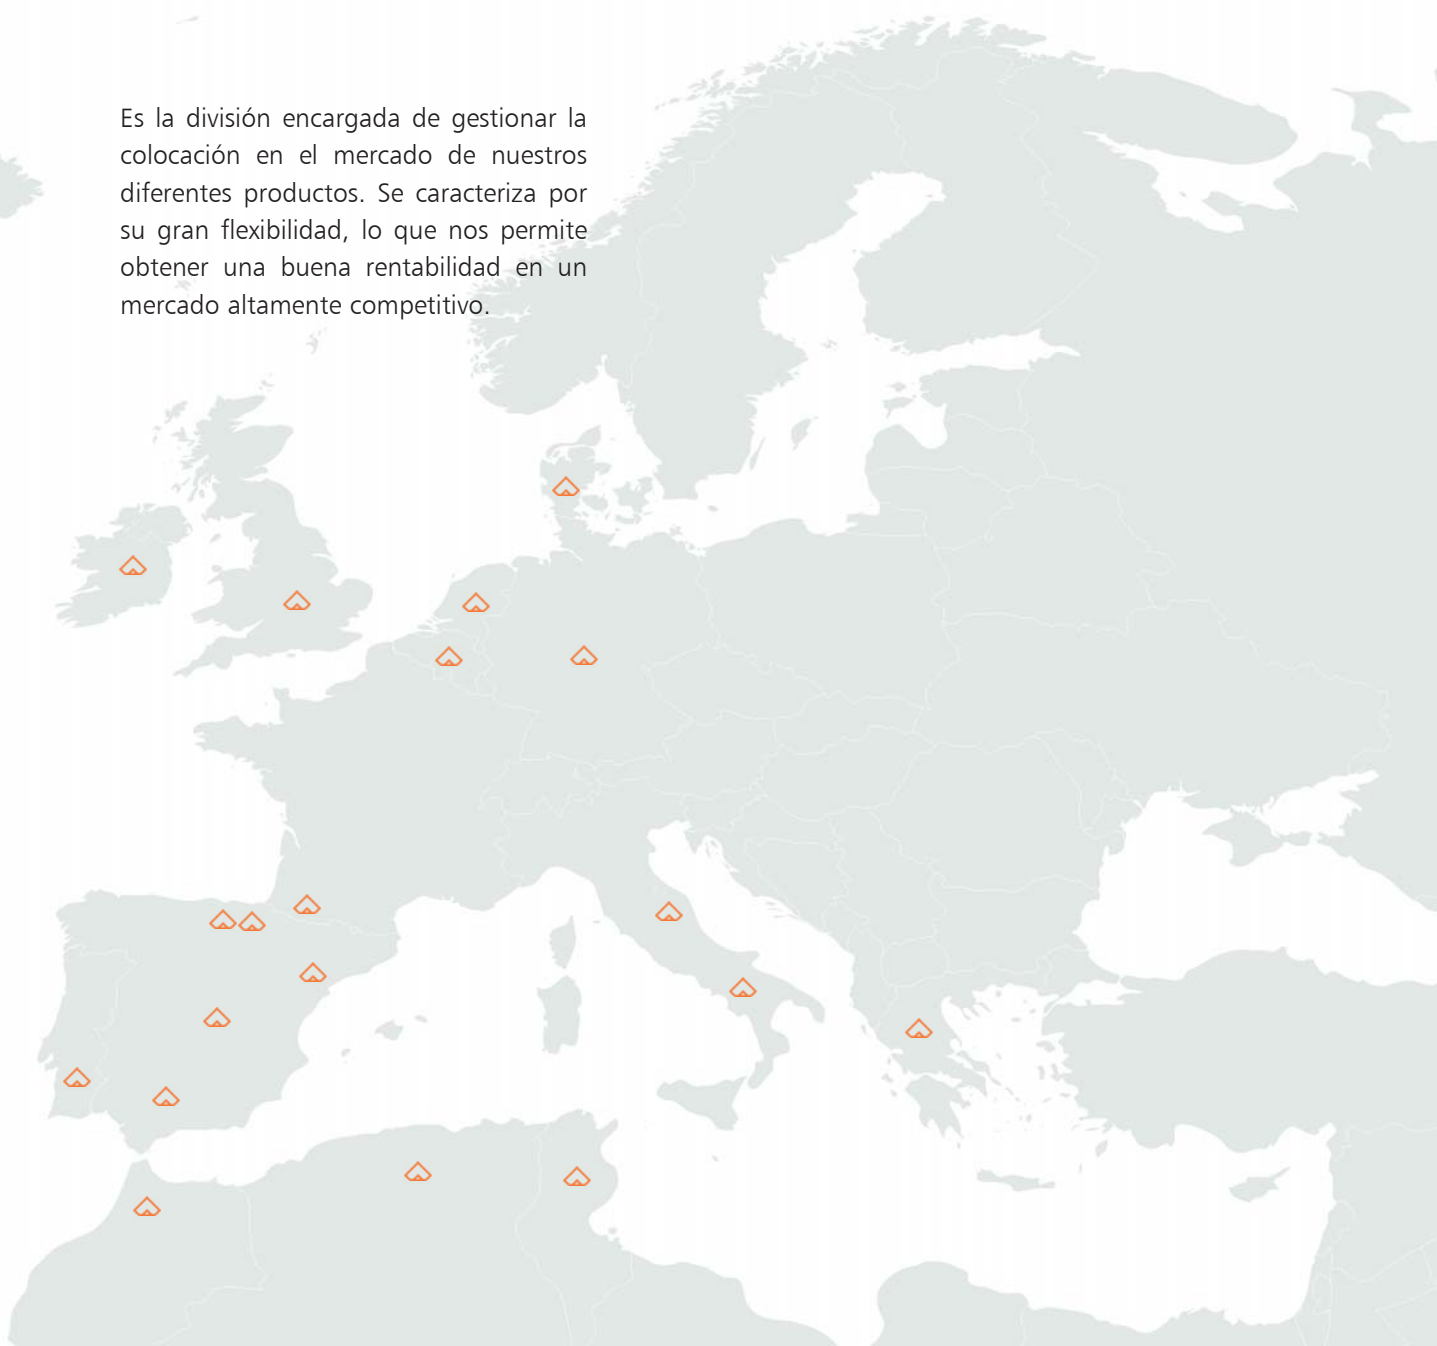 Es la división encargada de gestionar la
colocación en el mercado de nuestros
diferentes productos. Se caracteriza por
su gran flexibilidad, lo que nos permite
obtener una buena rentabilidad en un
mercado altamente competitivo.